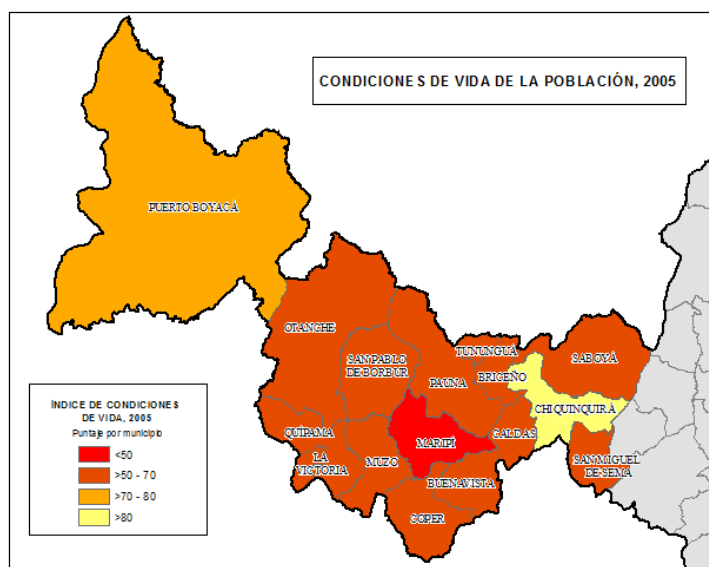 CONDICIONES DE VIDA DE LA POBLACIÓN, 2005
PUERTO BOYACÁ
OTANCHE
SAN PABLO
DE BORBUR
TUNUNGUÁ
SABOYÁ
BRICEÑO
PAUNA
CHIQUINQUIRÁ
QUÍPAMA
MARIPÍ
CALDAS
LA
VICTORIA
MUZO
SAN MIGUEL
DE SEMA
BUENAVISTA
COPER
ÍNDICE DE CONDICIONES
DE VIDA, 2005
Puntaje por municipio
<50
>50 - 70
>70 - 80
>80